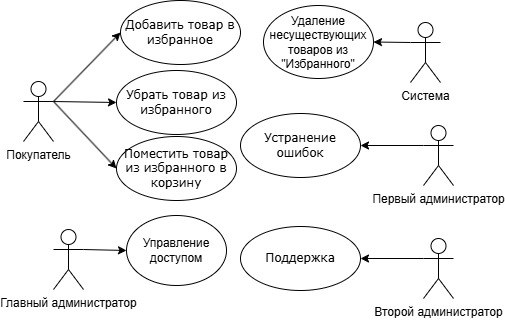 Добавить товар в
избранное
Удаление
несуществующих
товаров из
"Избранного"
Убрать товар из
избранного
Система
Покупатель
Поместить товар
из избранного в
корзину
Устранение
ошибок
Первый администратор
Управление
доступом
Поддержка
Главный администратор
Второй администратор